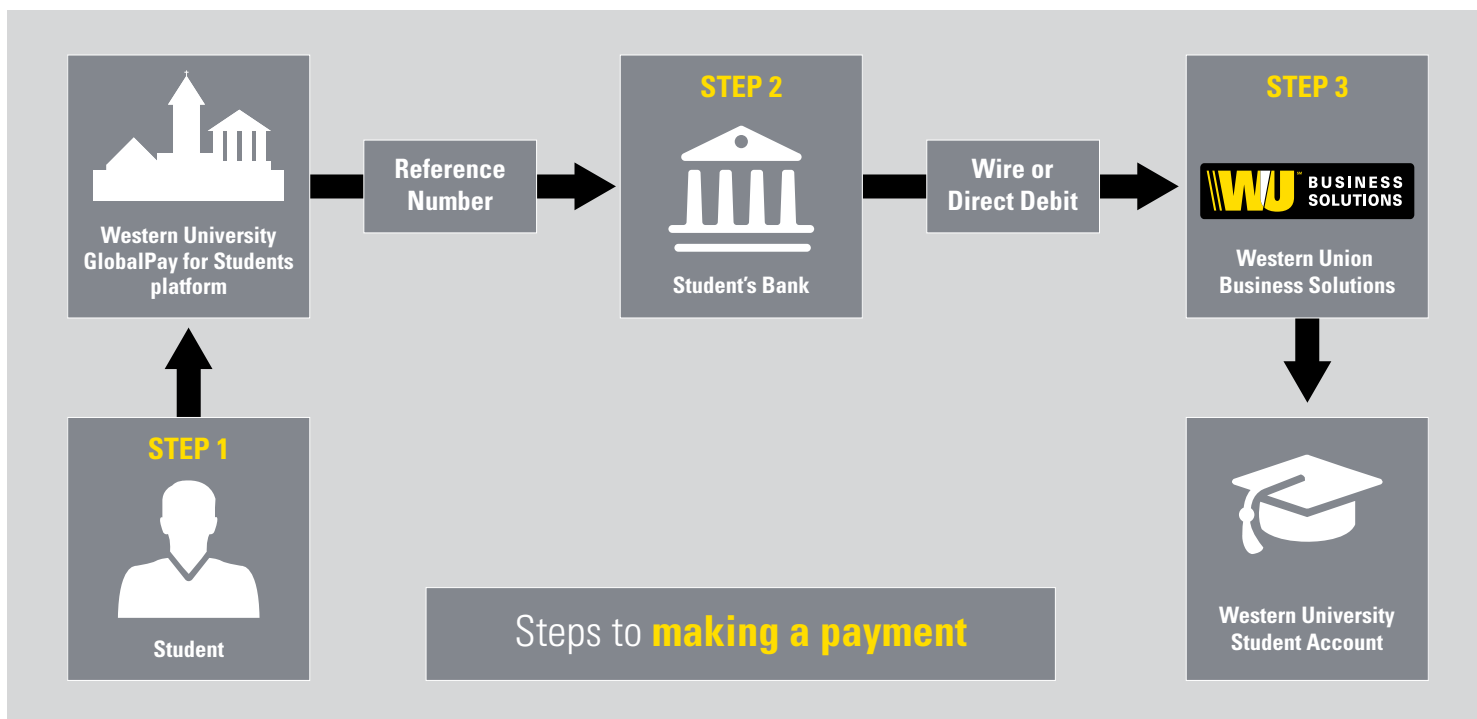 STEP 1
Student
Western University
GlobalPay for Students
platform
Reference
Number
STEP 2
Student's Bank
Wire or
Direct Debit
STEP 3
WU BUSINESS
SOLUTIONS
Western Union
Business Solutions
Western University
Student Account
Steps to making a payment